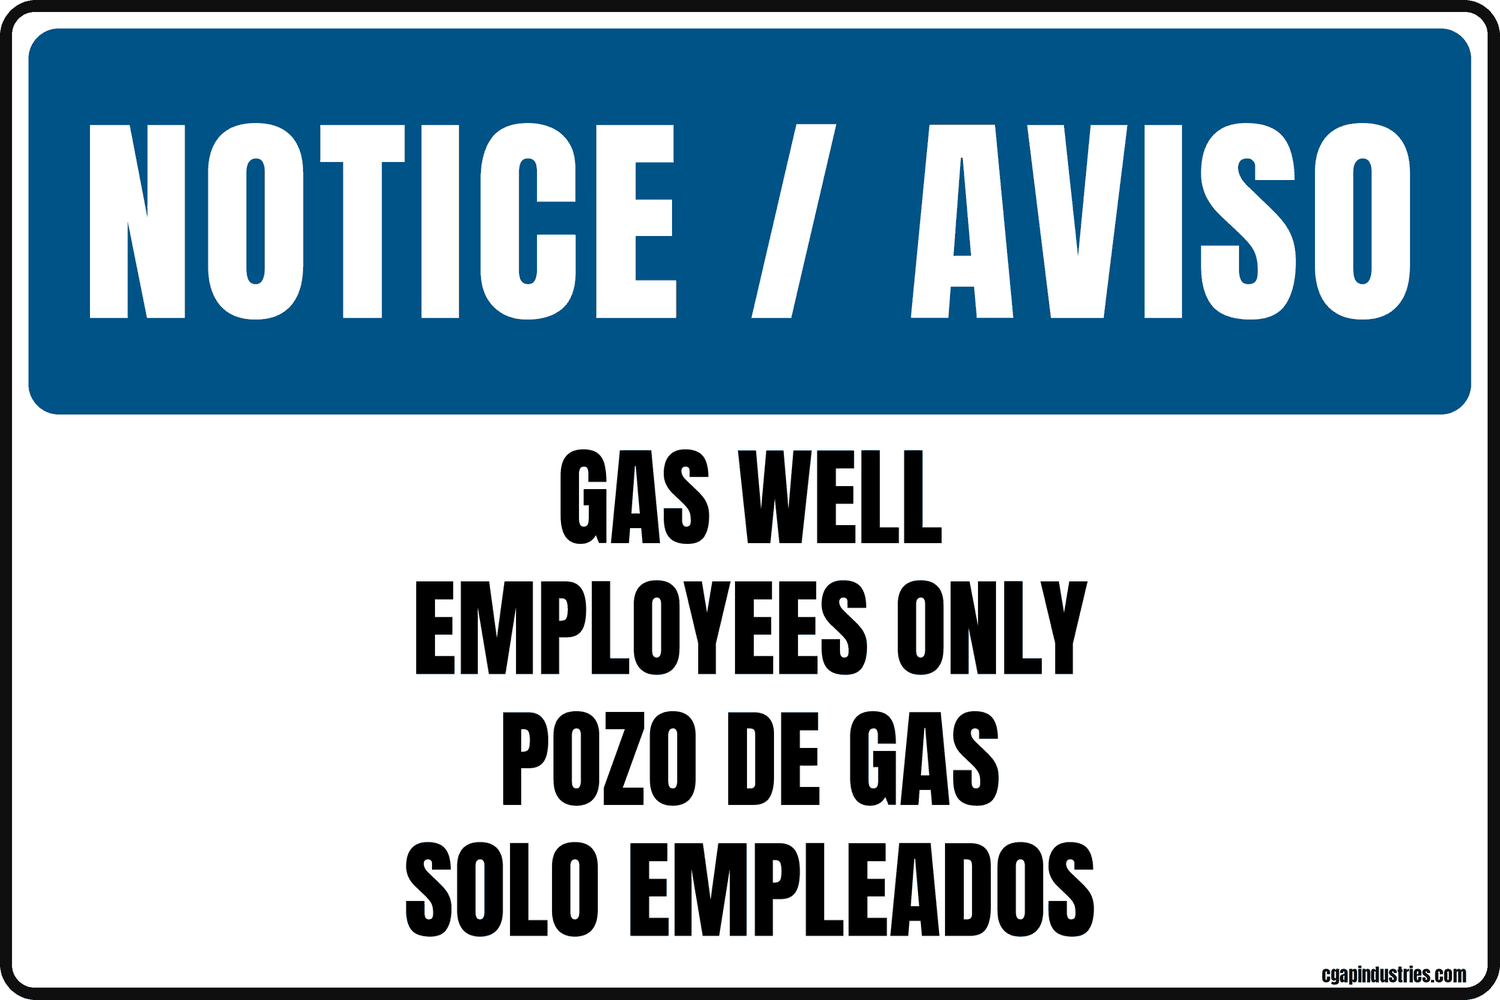 NOTICE / AVISO
GAS WELL
EMPLOYEES ONLY
POZO DE GAS
SOLO EMPLEADOS
cgapindustries.com